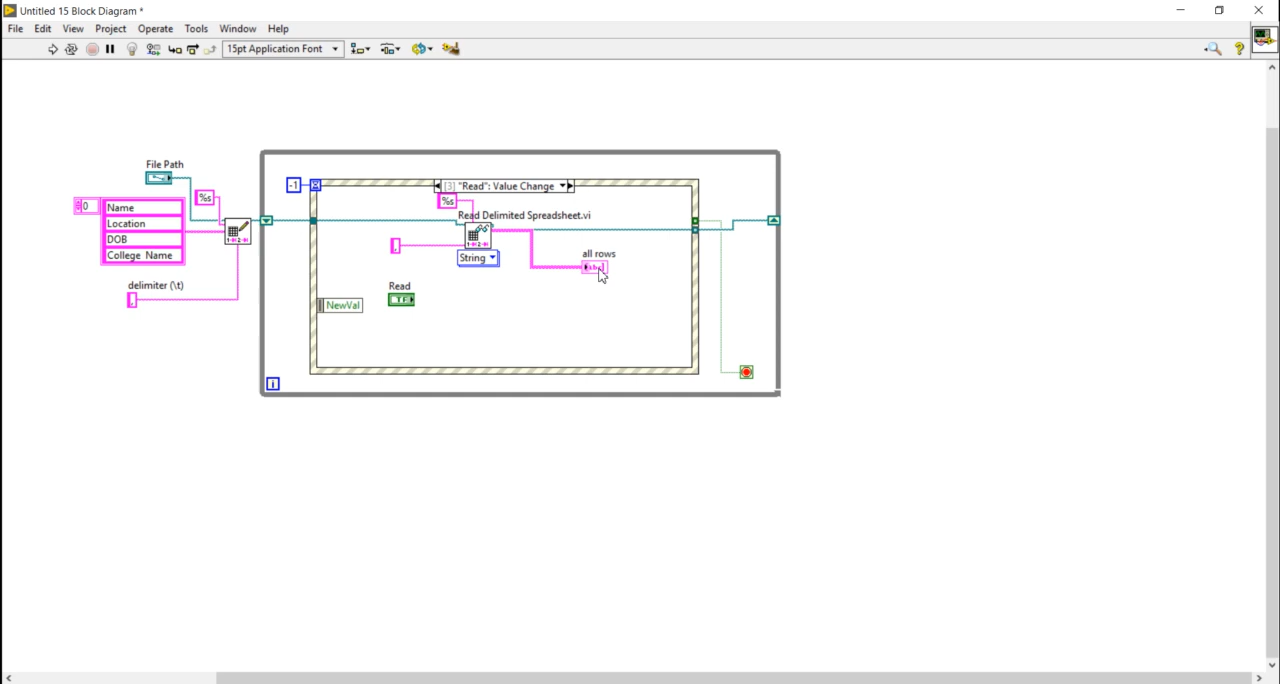 Untitled 15 Block Diagram *
File Edit View Project Operate Tools Window Help
15pt Application Font
?
File Path
-1
[3] "Read": Value Change
%s
%s
0
Name
Read Delimited Spreadsheet.vi
Location
DOB
College Name
String
all rows
abc
delimiter (\t)
,
,
Read
TF
NewVal
i